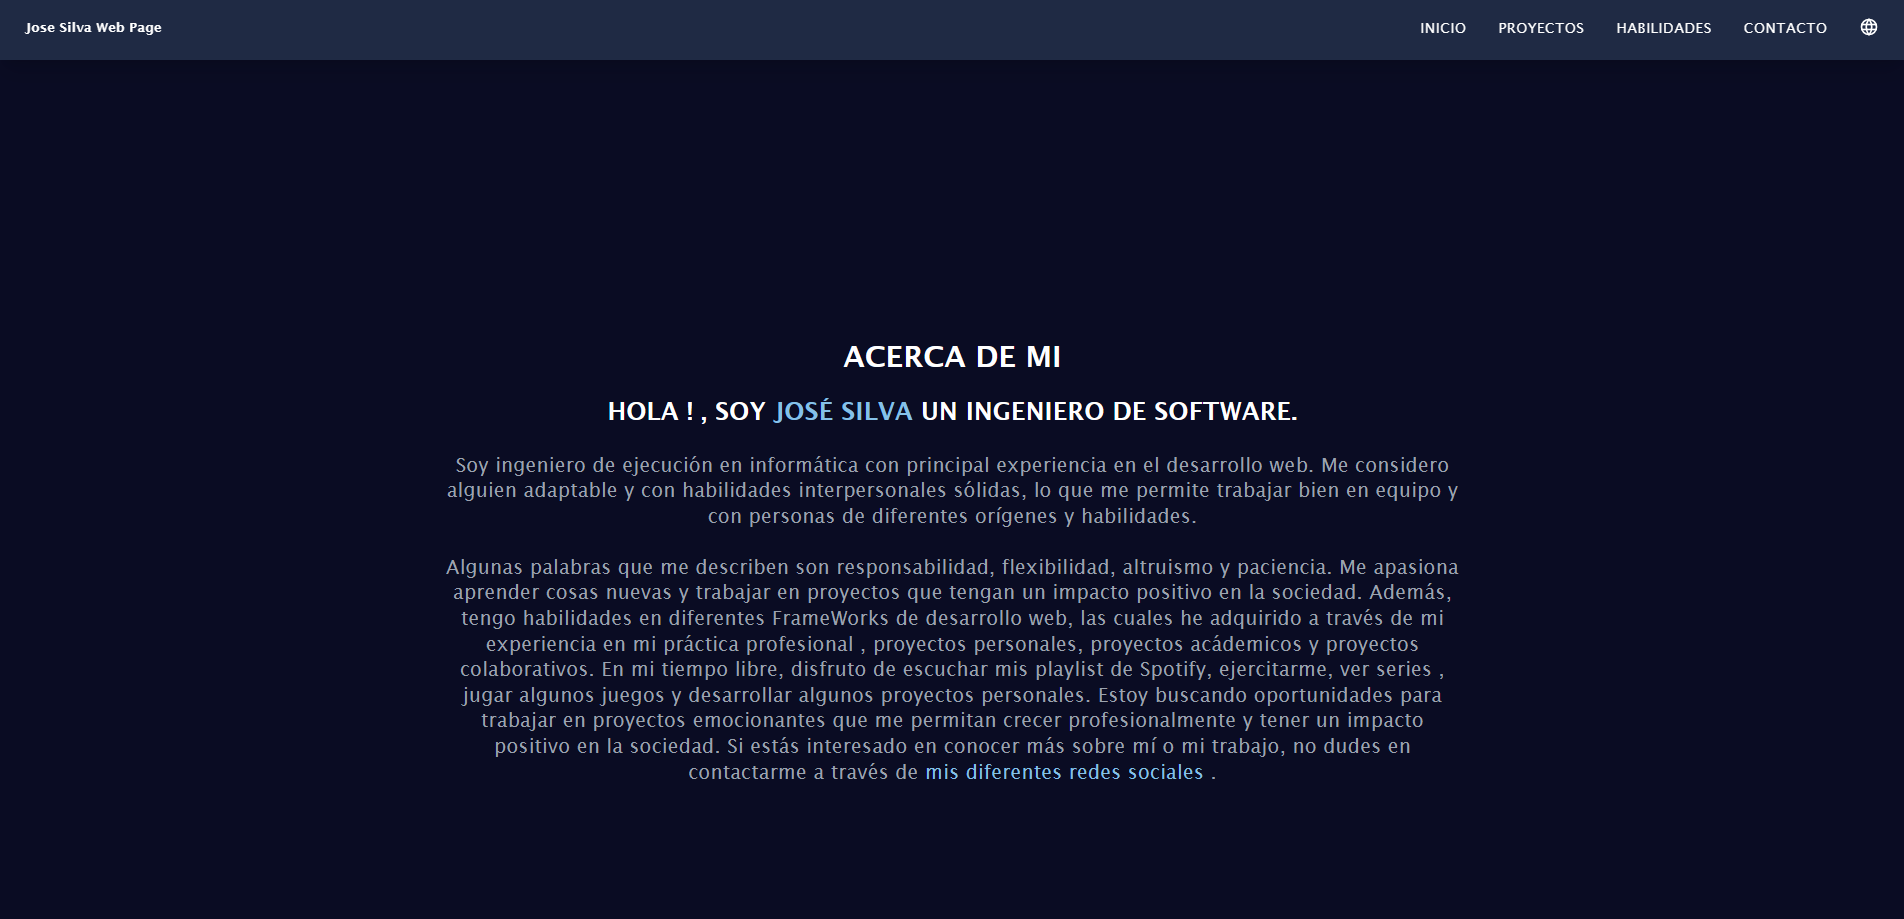 Jose Silva Web Page
INICIO PROYECTOS HABILIDADES CONTACTO
ACERCA DE MI
HOLA ! , SOY JOSÉ SILVA UN INGENIERO DE SOFTWARE.
Soy ingeniero de ejecución en informática con principal experiencia en el desarrollo web. Me considero
alguien adaptable y con habilidades interpersonales sólidas, lo que me permite trabajar bien en equipo y
con personas de diferentes orígenes y habilidades.
Algunas palabras que me describen son responsabilidad, flexibilidad, altruismo y paciencia. Me apasiona
aprender cosas nuevas y trabajar en proyectos que tengan un impacto positivo en la sociedad. Además,
tengo habilidades en diferentes FrameWorks de desarrollo web, las cuales he adquirido a través de mi
experiencia en mi práctica profesional , proyectos personales, proyectos acádemicos y proyectos
colaborativos. En mi tiempo libre, disfruto de escuchar mis playlist de Spotify, ejercitarme, ver series ,
jugar algunos juegos y desarrollar algunos proyectos personales. Estoy buscando oportunidades para
trabajar en proyectos emocionantes que me permitan crecer profesionalmente y tener un impacto
positivo en la sociedad. Si estás interesado en conocer más sobre mí o mi trabajo, no dudes en
contactarme a través de mis diferentes redes sociales .